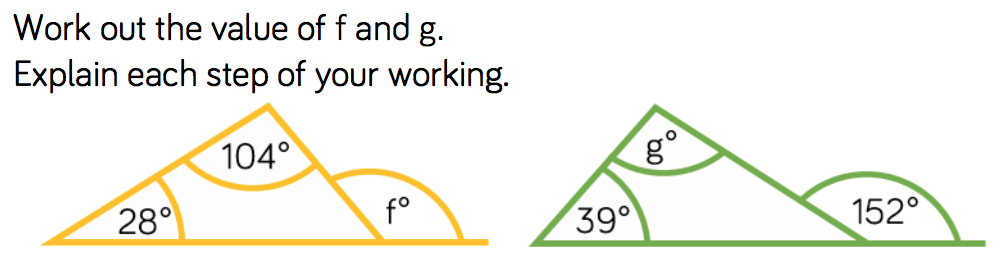 Work out the value of f and g.
Explain each step of your working.
104°
28°
f°
g°
39°
152°